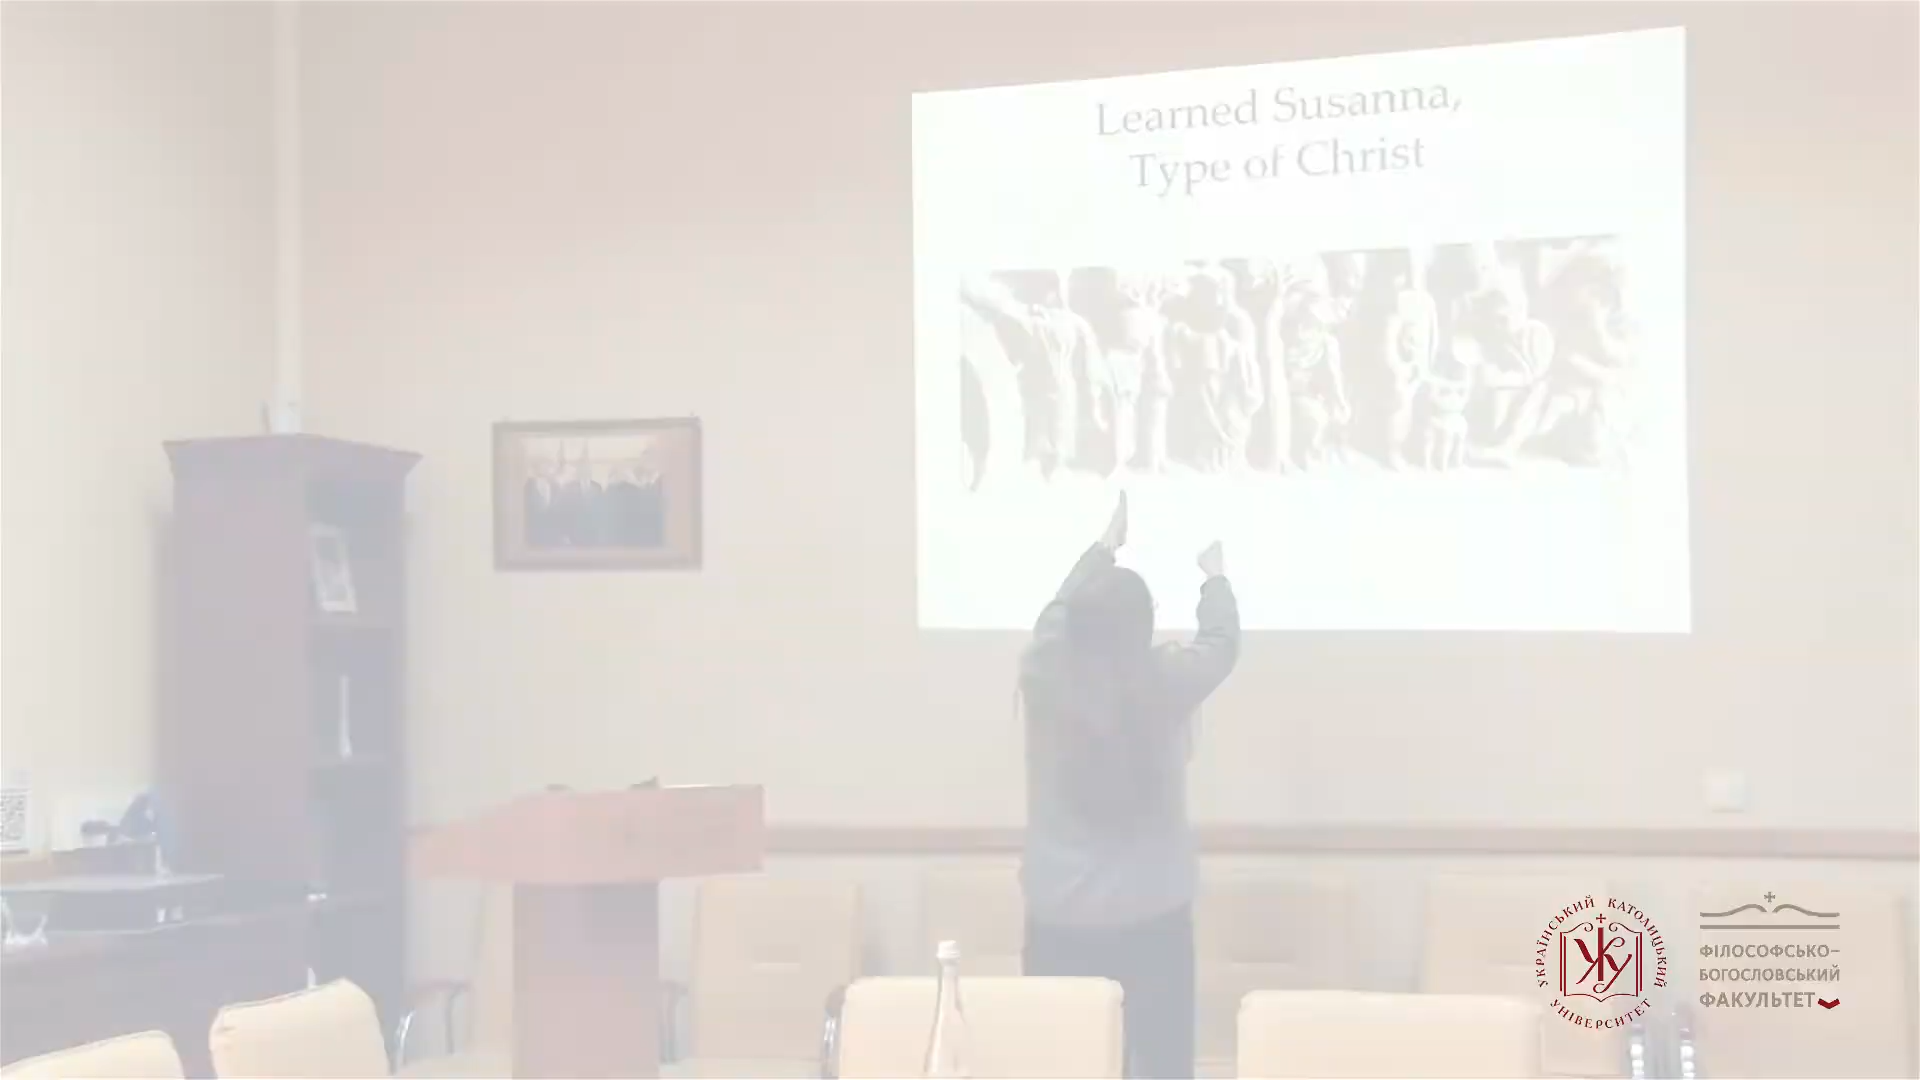 Learned Susanna,
Type of Christ
УКРАЇНСЬКИЙ КАТОЛИЦЬКИЙ
УНІВЕРСИТЕТ
ФІЛОСОФСЬКО-
БОГОСЛОВСЬКИЙ
ФАКУЛЬТЕТ